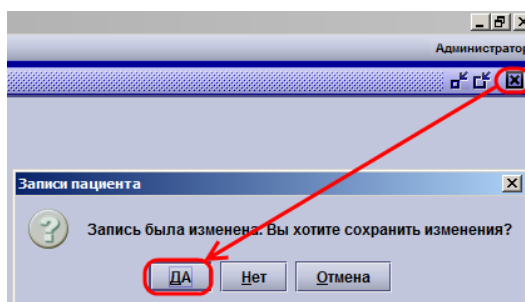 Администратор
Записи пациента
Запись была изменена. Вы хотите сохранить изменения?
ДА Нет Отмена